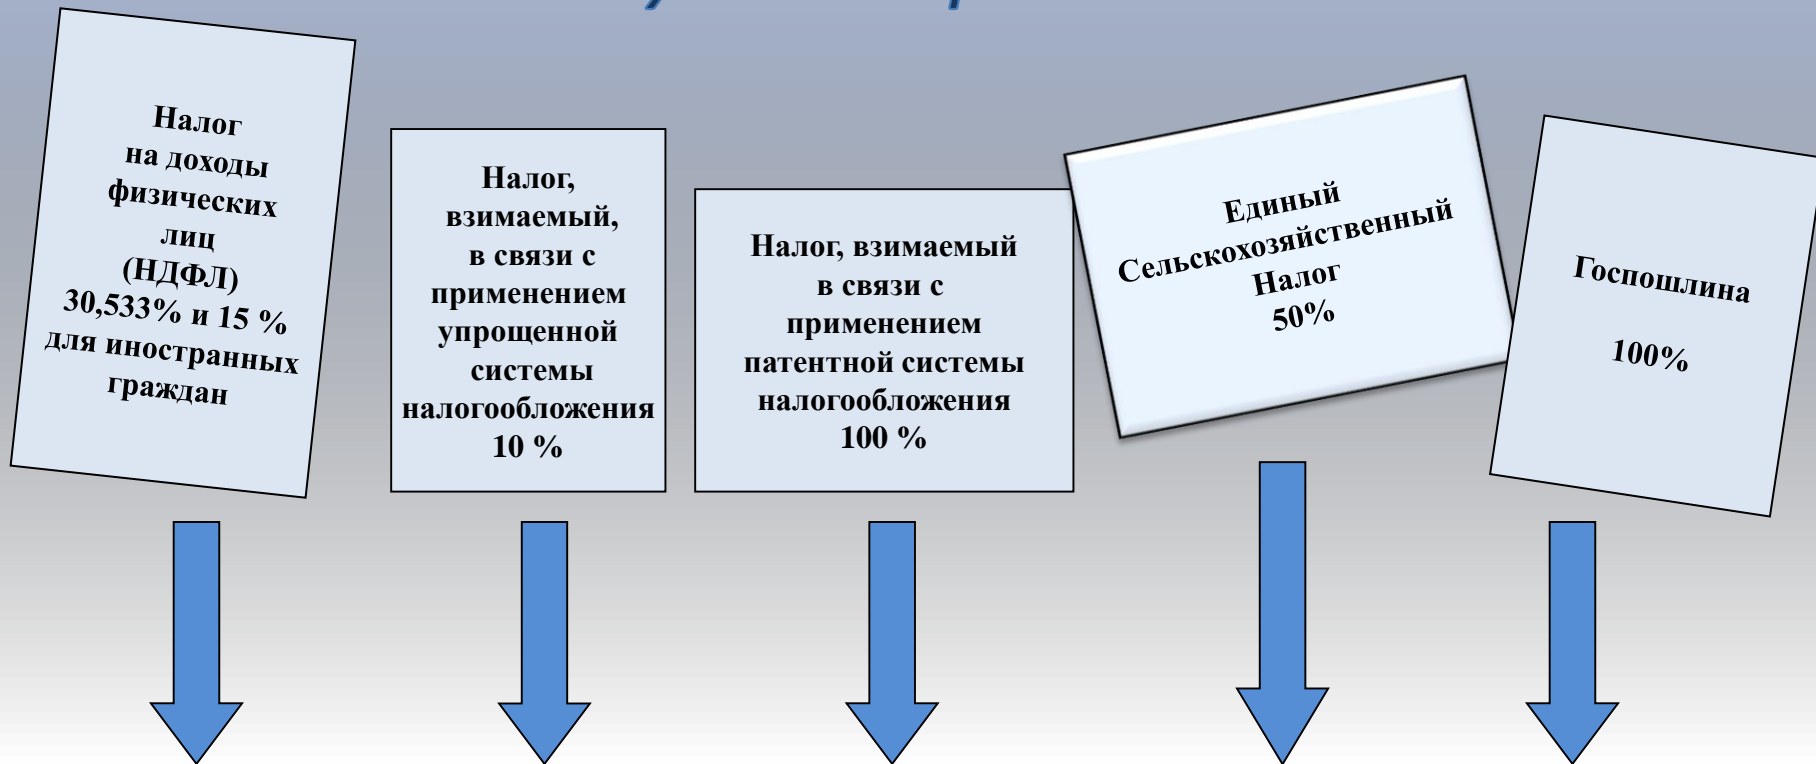 Налог
на доходы
физических
лиц
(НДФЛ)
30,533% и 15 %
для иностранных
граждан
Налог,
взимаемый,
в связи с
применением
упрощенной
системы
налогообложения
10 %
Налог, взимаемый
в связи с
применением
патентной системы
налогообложения
100 %
Единый
Сельскохозяйственный
Налог
50%
Госпошлина
100%